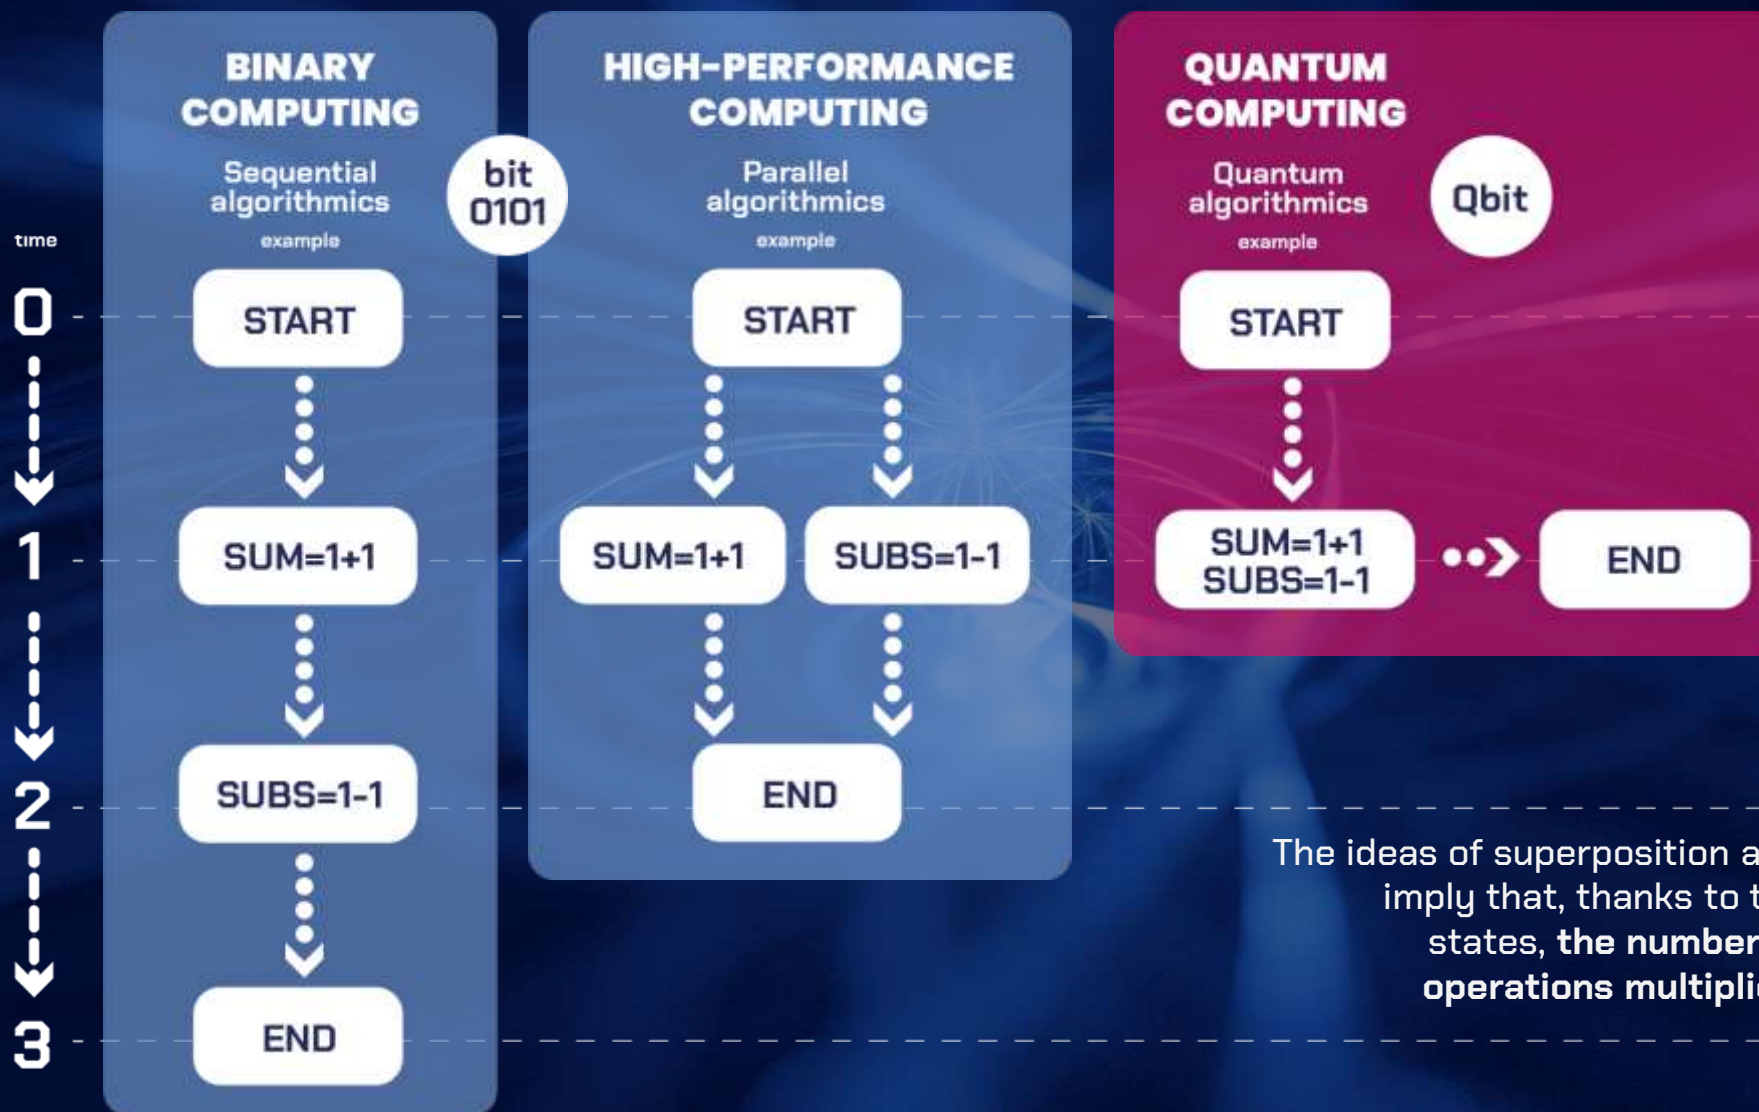 BINARY
COMPUTING
Sequential
algorithmics
example
bit
0101
HIGH-PERFORMANCE
COMPUTING
Parallel
algorithmics
example
QUANTUM
COMPUTING
Quantum
algorithmics
example
Qbit
time
0
START
START
START
1
SUM=1+1
SUM=1+1
SUBS=1-1
SUM=1+1
SUBS=1-1
END
2
SUBS=1-1
END
The ideas of superposition
imply that, thanks to
states, the number
operations
3
END